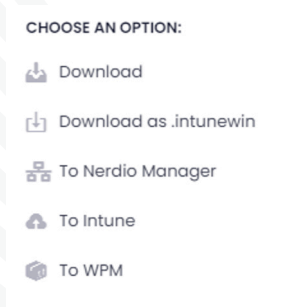 CHOOSE AN OPTION:
Download
Download as .intunewin
To Nerdio Manager
To Intune
To WPM